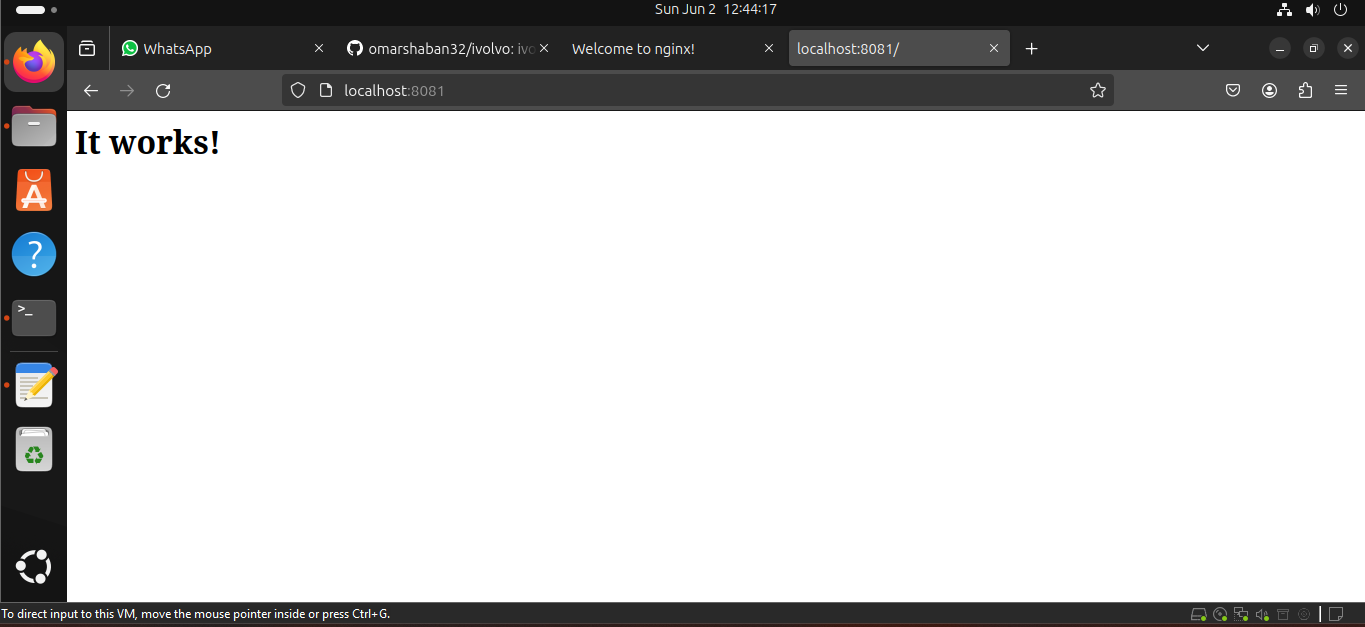 Sun Jun 2 12:44:17
WhatsApp
omarshaban32/ivolvo: ivo
Welcome to nginx!
localhost:8081/
localhost:8081
It works!
To direct input to this VM, move the mouse pointer inside or press Ctrl+G.